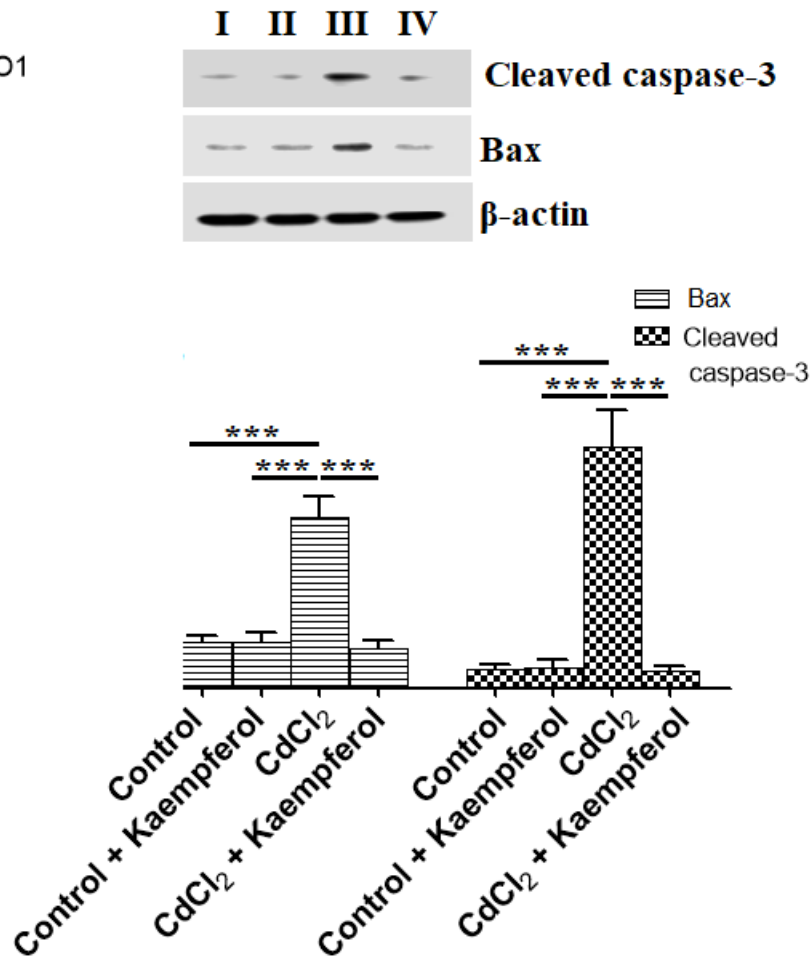 I II III IV
O1
Cleaved caspase-3
Bax
β-actin
Bax
Cleaved
caspase-3
***
*** ***
***
*** ***
Control
Control + Kaempferol
CdCl₂
CdCl₂ + Kaempferol
Control
Control + Kaempferol
CdCl₂
CdCl₂ + Kaempferol